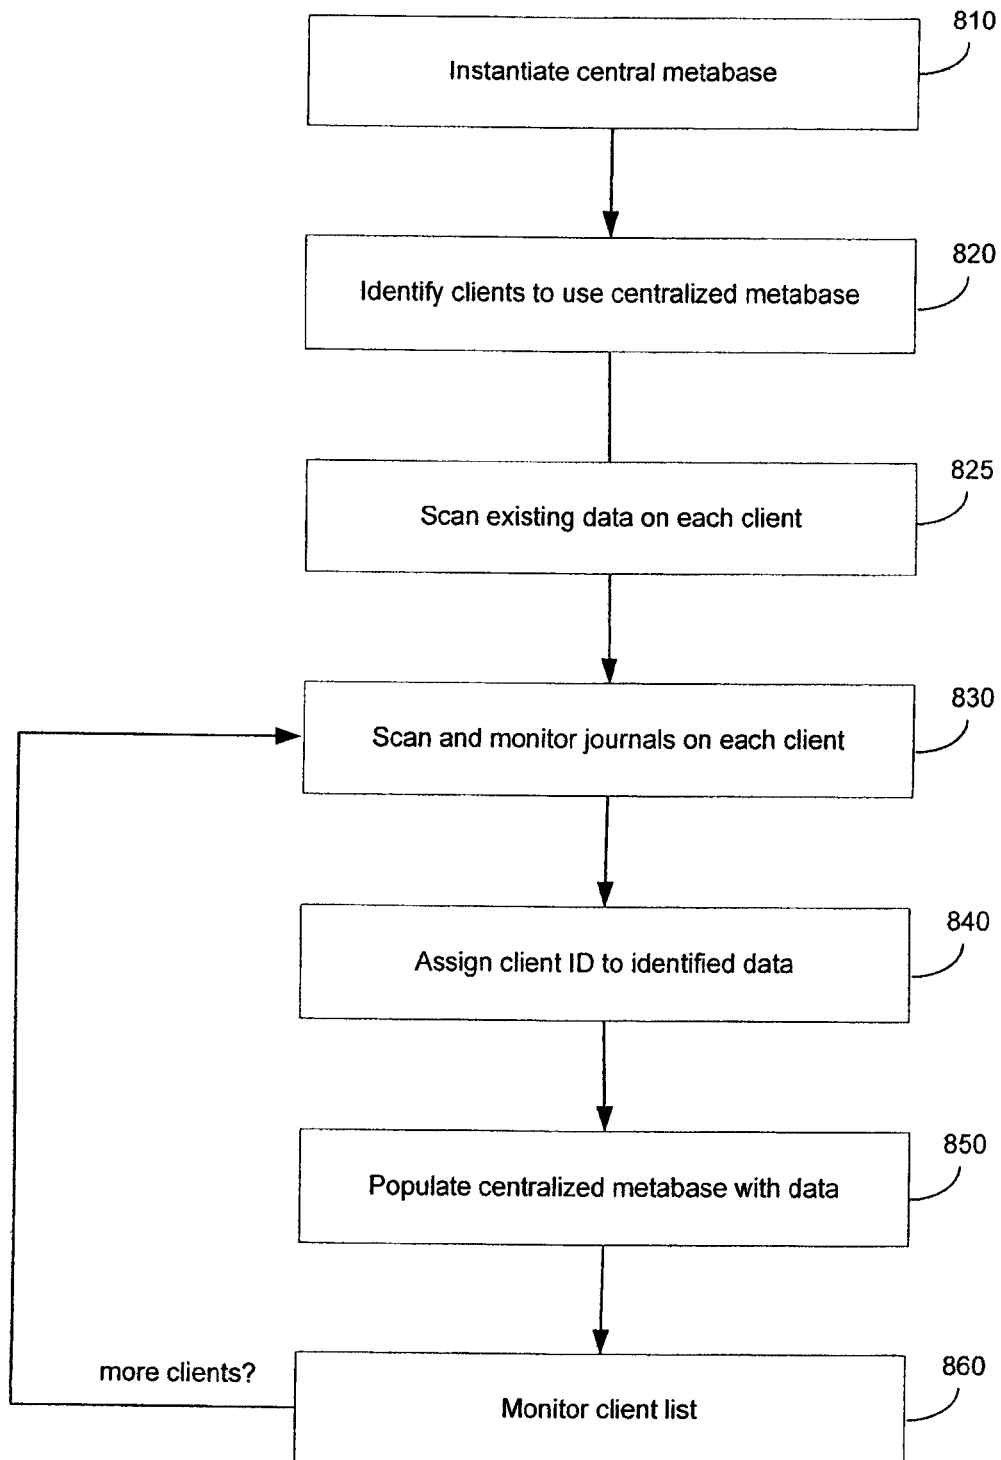 810
Instantiate central metabase
820
Identify clients to use centralized metabase
825
Scan existing data on each client
830
Scan and monitor journals on each client
840
Assign client ID to identified data
850
Populate centralized metabase with data
860
more clients?
Monitor client list